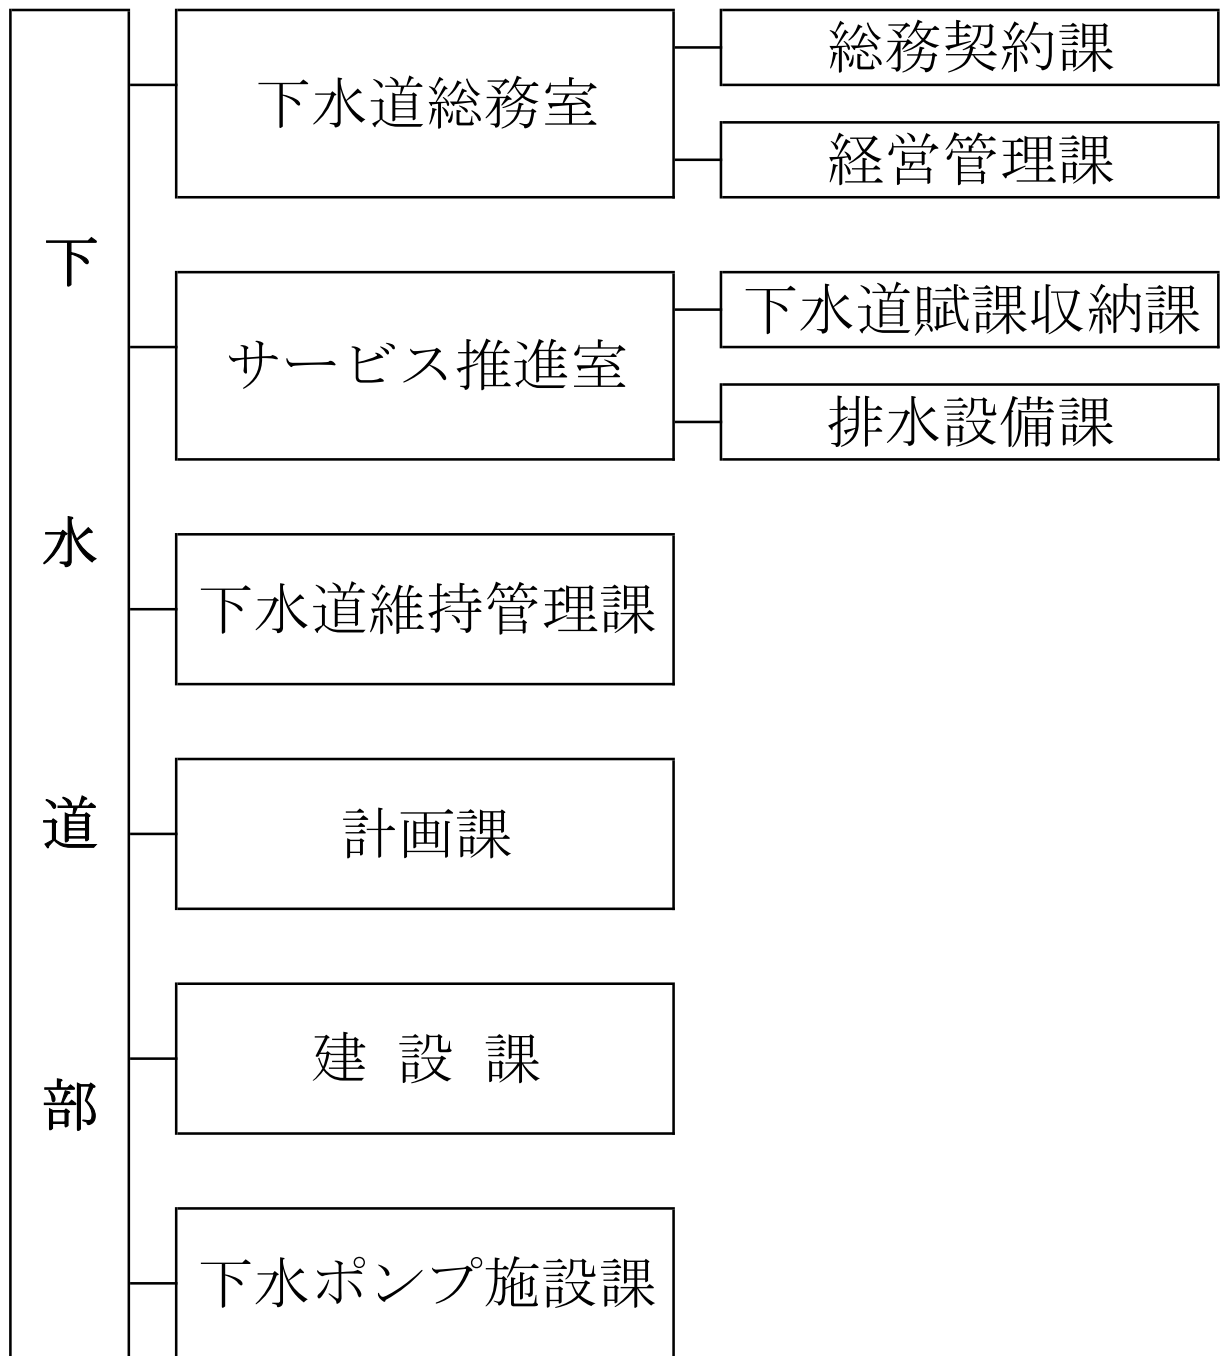 下水道部
下水道総務室
総務契約課
経営管理課
サービス推進室
下水道賦課収納課
排水設備課
下水道維持管理課
計画課
建 設 課
下水ポンプ施設課